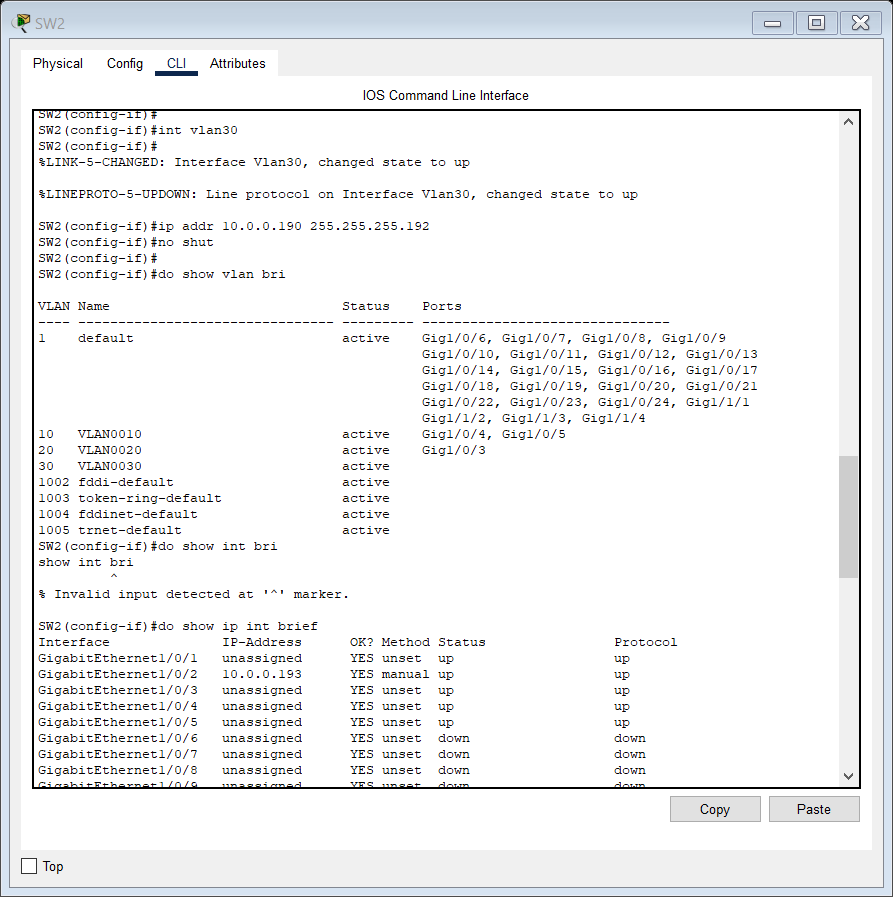 SW2
Physical Config CLI Attributes
IOS Command Line Interface
SW2(config-if)#
SW2(config-if)#int vlan30
SW2(config-if)#
%LINK-5-CHANGED: Interface Vlan30, changed state to up
%LINEPROTO-5-UPDOWN: Line protocol on Interface Vlan30, changed state to up
SW2(config-if)#ip addr 10.0.0.190 255.255.255.192
SW2(config-if)#no shut
SW2(config-if)#
SW2(config-if)#do show vlan bri
VLAN Name                             Status    Ports
---- -------------------------------- --------- -------------------------------
1    default                          active    Gig1/0/6, Gig1/0/7, Gig1/0/8, Gig1/0/9
                                                Gig1/0/10, Gig1/0/11, Gig1/0/12, Gig1/0/13
                                                Gig1/0/14, Gig1/0/15, Gig1/0/16, Gig1/0/17
                                                Gig1/0/18, Gig1/0/19, Gig1/0/20, Gig1/0/21
                                                Gig1/0/22, Gig1/0/23, Gig1/0/24, Gig1/1/1
                                                Gig1/1/2, Gig1/1/3, Gig1/1/4
10   VLAN0010                         active    Gig1/0/4, Gig1/0/5
20   VLAN0020                         active    Gig1/0/3
30   VLAN0030                         active
1002 fddi-default                     active
1003 token-ring-default               active
1004 fddinet-default                  active
1005 trnet-default                    active
SW2(config-if)#do show int bri
show int bri
         ^
% Invalid input detected at '^' marker.
SW2(config-if)#do show ip int brief
Interface              IP-Address      OK? Method Status                Protocol
GigabitEthernet1/0/1   unassigned      YES unset  up                    up
GigabitEthernet1/0/2   10.0.0.193      YES manual up                    up
GigabitEthernet1/0/3   unassigned      YES unset  up                    up
GigabitEthernet1/0/4   unassigned      YES unset  up                    up
GigabitEthernet1/0/5   unassigned      YES unset  up                    up
GigabitEthernet1/0/6   unassigned      YES unset  down                  down
GigabitEthernet1/0/7   unassigned      YES unset  down                  down
GigabitEthernet1/0/8   unassigned      YES unset  down                  down
GigabitEthernet1/0/9   unassigned      YES unset  down                  down
Copy Paste
Top